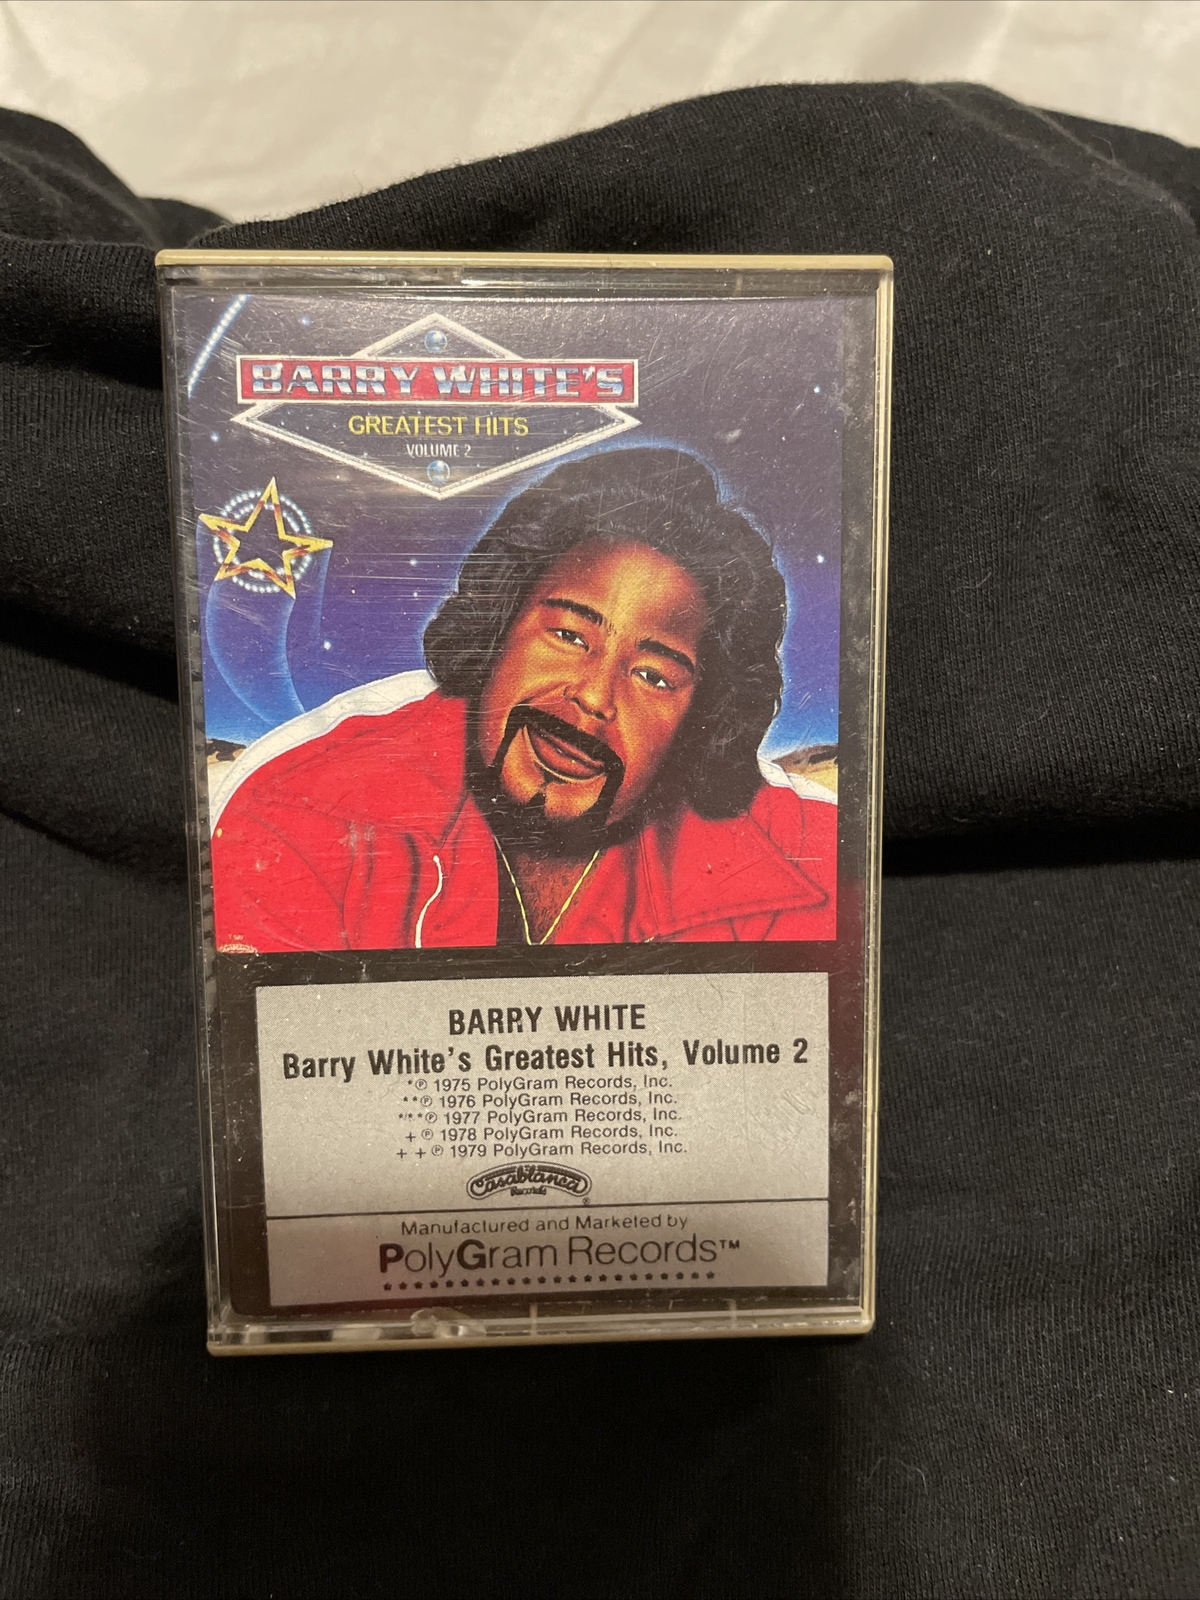 BARRY WHITE'S
GREATEST HITS
VOLUME 2
BARRY WHITE
Barry White's Greatest Hits, Volume 2
*℗ 1975 PolyGram Records, Inc.
**℗ 1976 PolyGram Records, Inc.
***℗ 1977 PolyGram Records, Inc.
+ ℗ 1978 PolyGram Records, Inc.
+ + ℗ 1979 PolyGram Records, Inc.
Casablanca
Records
®
Manufactured and Marketed by
PolyGram Records™